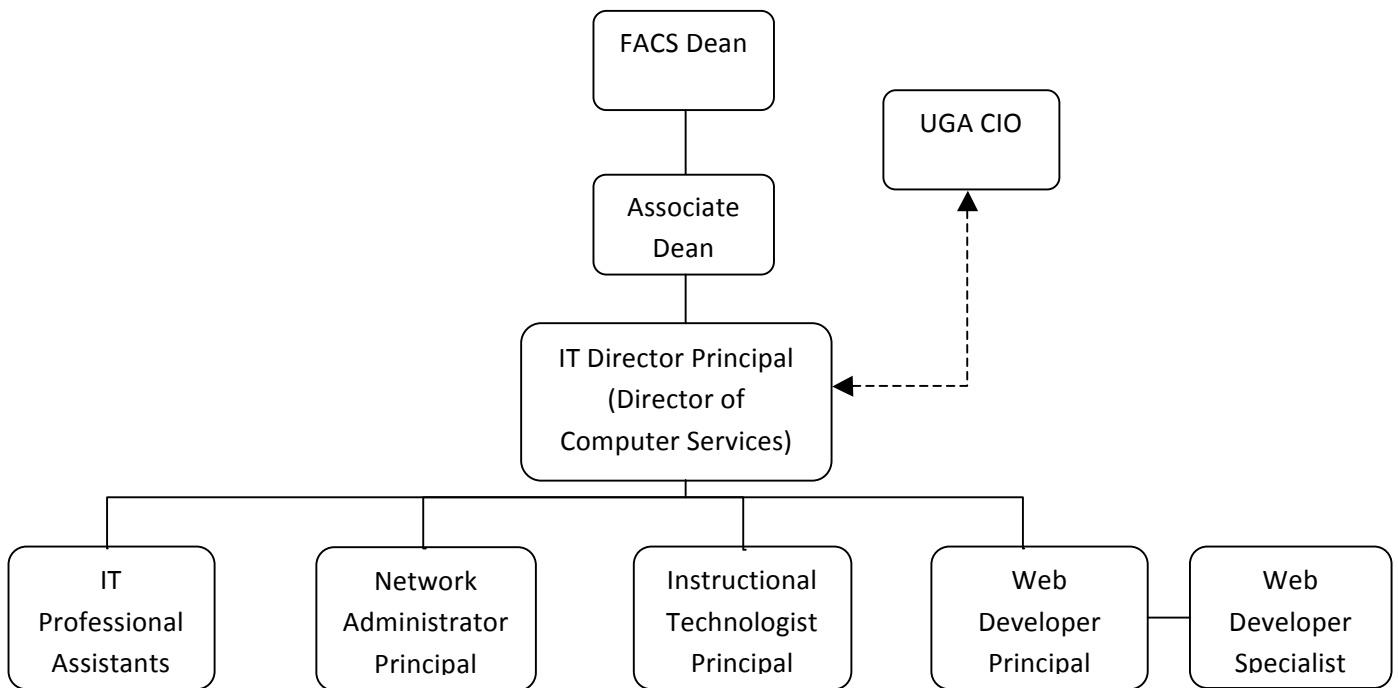 FACS Dean
UGA CIO
Associate
Dean
IT Director Principal
(Director of
Computer Services)
IT
Professional
Assistants
Network
Administrator
Principal
Instructional
Technologist
Principal
Web
Developer
Principal
Web
Developer
Specialist